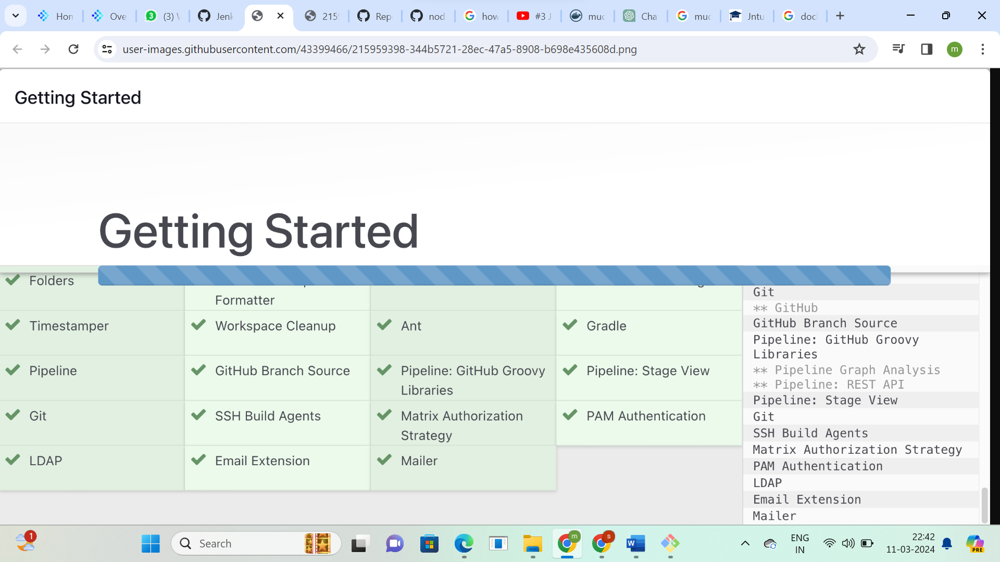 Hon
Ove
3
(3) W
Jenk
2159
Rep
nod
how
#3 J
muc
Cha
muc
Jntu
doc
user-images.githubusercontent.com/43399466/215959398-344b5721-28ec-47a5-8908-b698e435608d.png
m
Getting Started
Getting Started
Folders
Formatter
Timestamper
Workspace Cleanup
Ant
Gradle
Pipeline
GitHub Branch Source
Pipeline: GitHub Groovy
Libraries
Pipeline: Stage View
Git
SSH Build Agents
Matrix Authorization
Strategy
PAM Authentication
LDAP
Email Extension
Mailer
Git
** GitHub
GitHub Branch Source
Pipeline: GitHub Groovy
Libraries
** Pipeline Graph Analysis
** Pipeline: REST API
Pipeline: Stage View
Git
SSH Build Agents
Matrix Authorization Strategy
PAM Authentication
LDAP
Email Extension
Mailer
1
Search
m
s
W
ENG
IN
22:42
11-03-2024
PRE